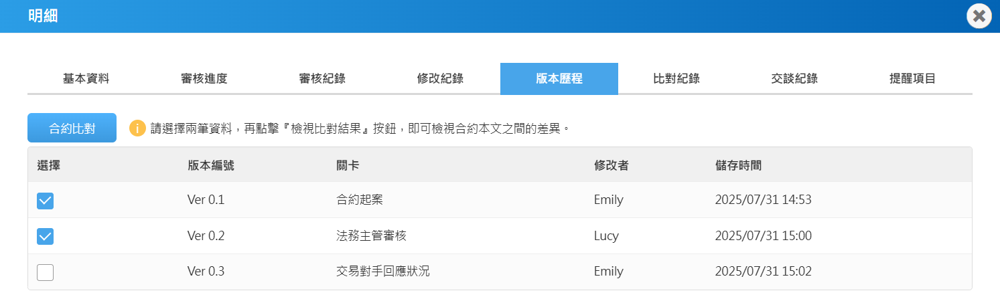 明細
基本資料 審核進度 審核紀錄 修改紀錄 版本歷程 比對紀錄 交談紀錄 提醒項目
合約比對 i 請選擇兩筆資料，再點擊『檢視比對結果』按鈕，即可檢視合約本文之間的差異。
選擇 版本編號 關卡 修改者 儲存時間
Ver 0.1 合約起案 Emily 2025/07/31 14:53
Ver 0.2 法務主管審核 Lucy 2025/07/31 15:00
Ver 0.3 交易對手回應狀況 Emily 2025/07/31 15:02